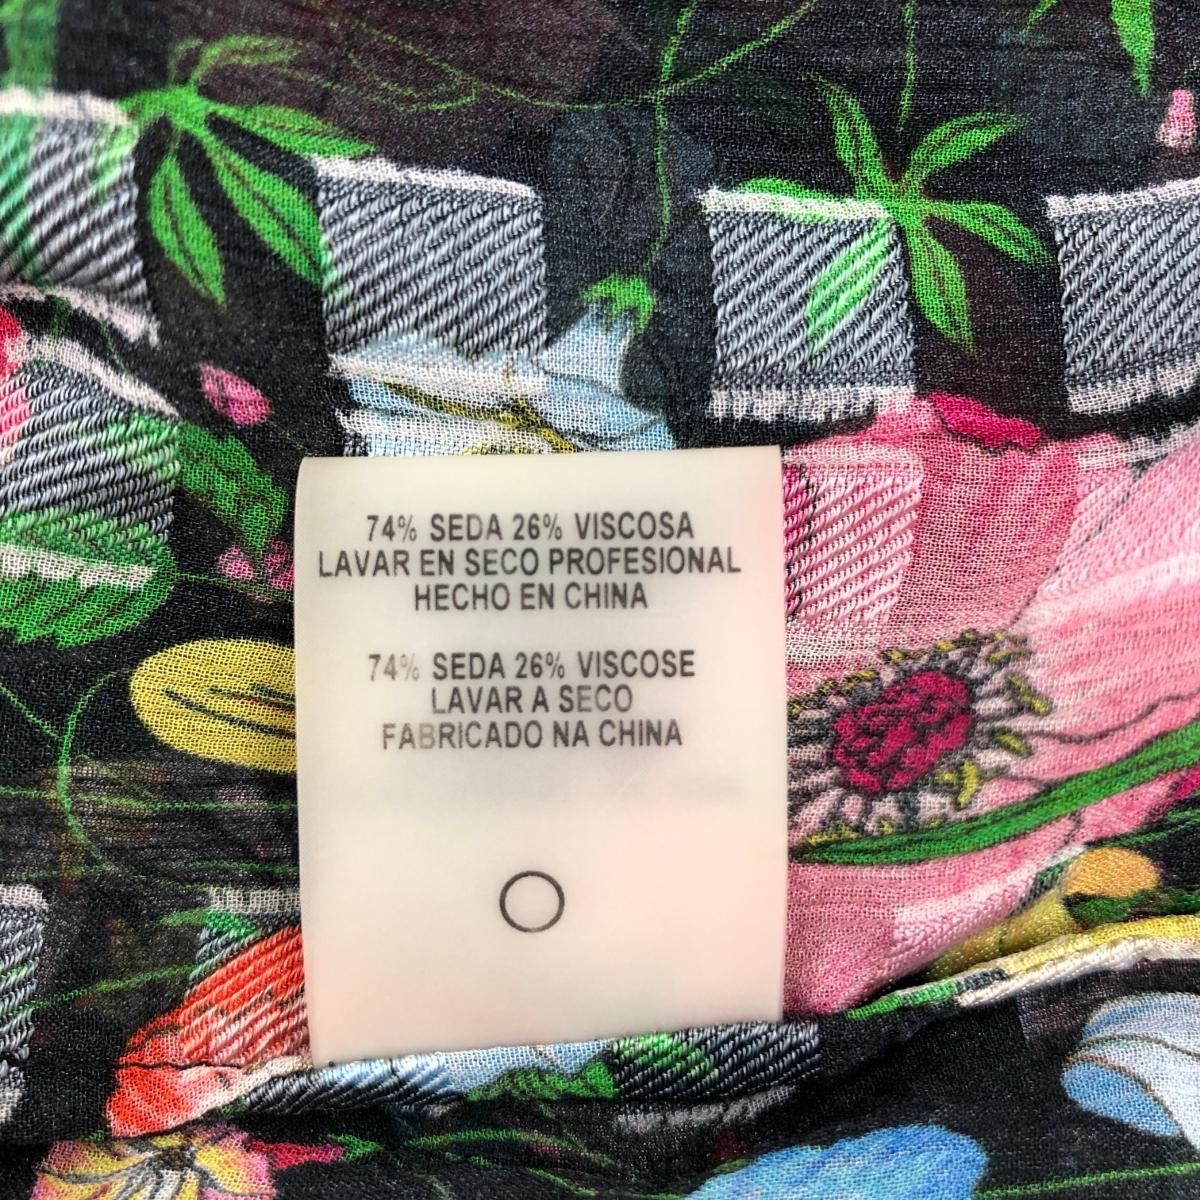 74% SEDA 26% VISCOSA
LAVAR EN SECO PROFESIONAL
HECHO EN CHINA
74% SEDA 26% VISCOSE
LAVAR A SECO
FABRICADO NA CHINA